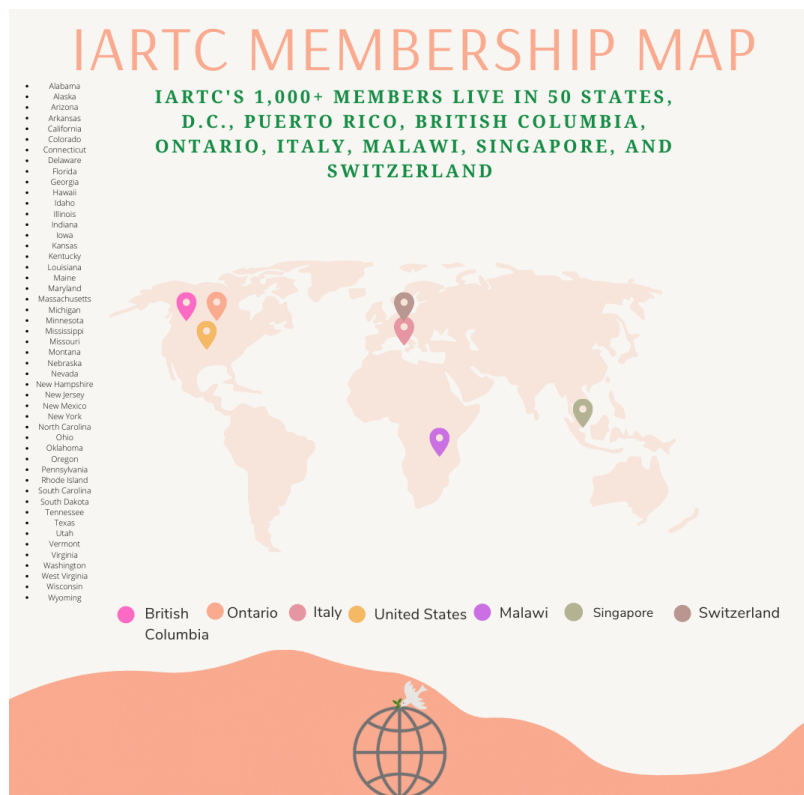 IARTC MEMBERSHIP MAP
IARTC'S 1,000+ MEMBERS LIVE IN 50 STATES,
D.C., PUERTO RICO, BRITISH COLUMBIA,
ONTARIO, ITALY, MALAWI, SINGAPORE, AND
SWITZERLAND
Alabama
Alaska
Arizona
Arkansas
California
Colorado
Connecticut
Delaware
Florida
Georgia
Hawaii
Idaho
Illinois
Indiana
Iowa
Kansas
Kentucky
Louisiana
Maine
Maryland
Massachusetts
Michigan
Minnesota
Mississippi
Missouri
Montana
Nebraska
Nevada
New Hampshire
New Jersey
New Mexico
New York
North Carolina
Ohio
Oklahoma
Oregon
Pennsylvania
Rhode Island
South Carolina
South Dakota
Tennessee
Texas
Utah
Vermont
Virginia
Washington
West Virginia
Wisconsin
Wyoming
British
Columbia
Ontario
Italy
United States
Malawi
Singapore
Switzerland